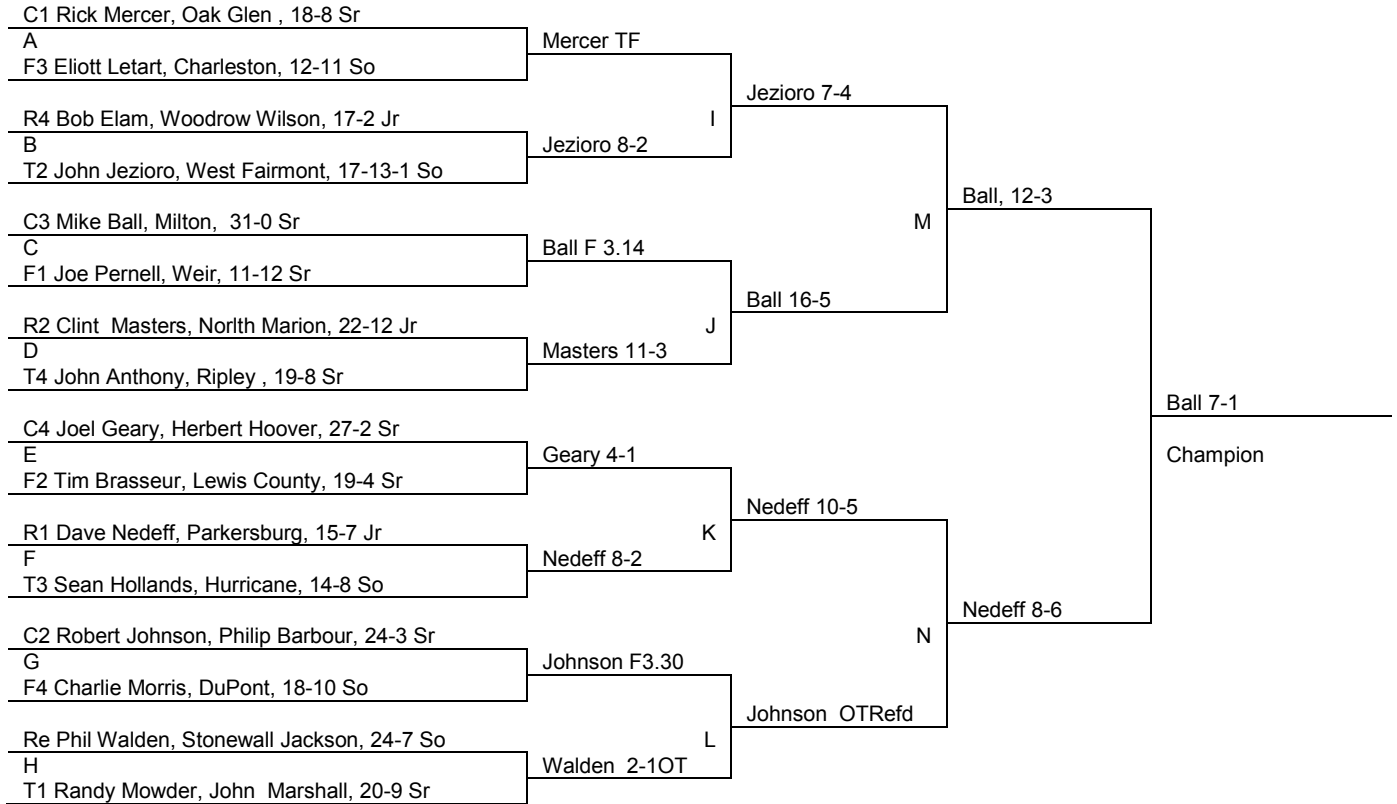 C1 Rick Mercer, Oak Glen , 18-8 Sr
A
Mercer TF
F3 Eliott Letart, Charleston, 12-11 So
Jezioro 7-4
R4 Bob Elam, Woodrow Wilson, 17-2 Jr
I
B
Jezioro 8-2
T2 John Jezioro, West Fairmont, 17-13-1 So
Ball, 12-3
C3 Mike Ball, Milton,  31-0 Sr
M
C
Ball F 3.14
F1 Joe Pernell, Weir, 11-12 Sr
Ball 16-5
R2 Clint  Masters, Norlth Marion, 22-12 Jr
J
D
Masters 11-3
T4 John Anthony, Ripley , 19-8 Sr
Ball 7-1
C4 Joel Geary, Herbert Hoover, 27-2 Sr
E
Geary 4-1
Champion
F2 Tim Brasseur, Lewis County, 19-4 Sr
Nedeff 10-5
R1 Dave Nedeff, Parkersburg, 15-7 Jr
K
F
Nedeff 8-2
T3 Sean Hollands, Hurricane, 14-8 So
Nedeff 8-6
C2 Robert Johnson, Philip Barbour, 24-3 Sr
N
G
Johnson F3.30
F4 Charlie Morris, DuPont, 18-10 So
Johnson  OTRefd
Re Phil Walden, Stonewall Jackson, 24-7 So
L
H
Walden  2-1OT
T1 Randy Mowder, John  Marshall, 20-9 Sr